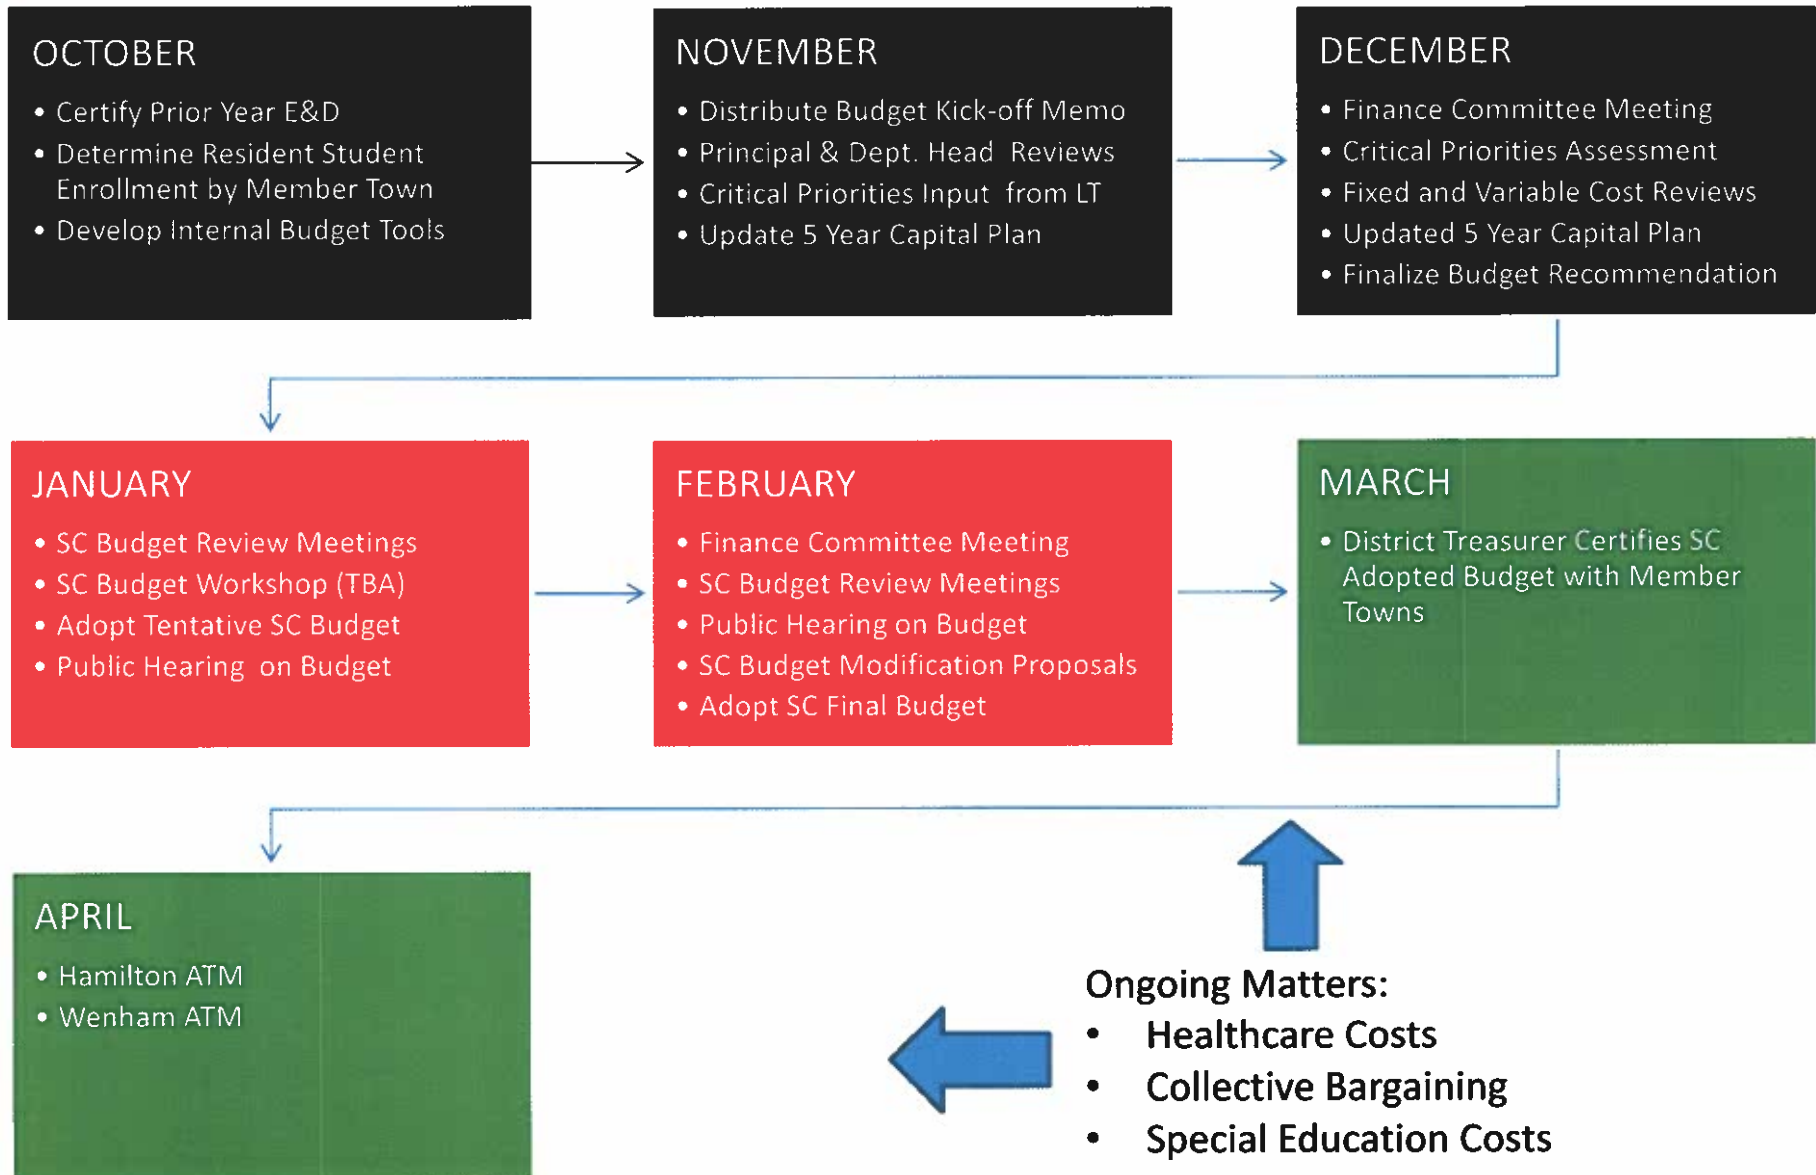 OCTOBER
• Certify Prior Year E&D
• Determine Resident Student
Enrollment by Member Town
• Develop Internal Budget Tools
NOVEMBER
• Distribute Budget Kick-off Memo
• Principal & Dept. Head Reviews
• Critical Priorities Input from LT
• Update 5 Year Capital Plan
DECEMBER
• Finance Committee Meeting
• Critical Priorities Assessment
• Fixed and Variable Cost Reviews
• Updated 5 Year Capital Plan
• Finalize Budget Recommendation
JANUARY
• SC Budget Review Meetings
• SC Budget Workshop (TBA)
• Adopt Tentative SC Budget
• Public Hearing on Budget
FEBRUARY
• Finance Committee Meeting
• SC Budget Review Meetings
• Public Hearing on Budget
• SC Budget Modification Proposals
• Adopt SC Final Budget
MARCH
• District Treasurer Certifies SC
Adopted Budget with Member
Towns
APRIL
• Hamilton ATM
• Wenham ATM
Ongoing Matters:
• Healthcare Costs
• Collective Bargaining
• Special Education Costs